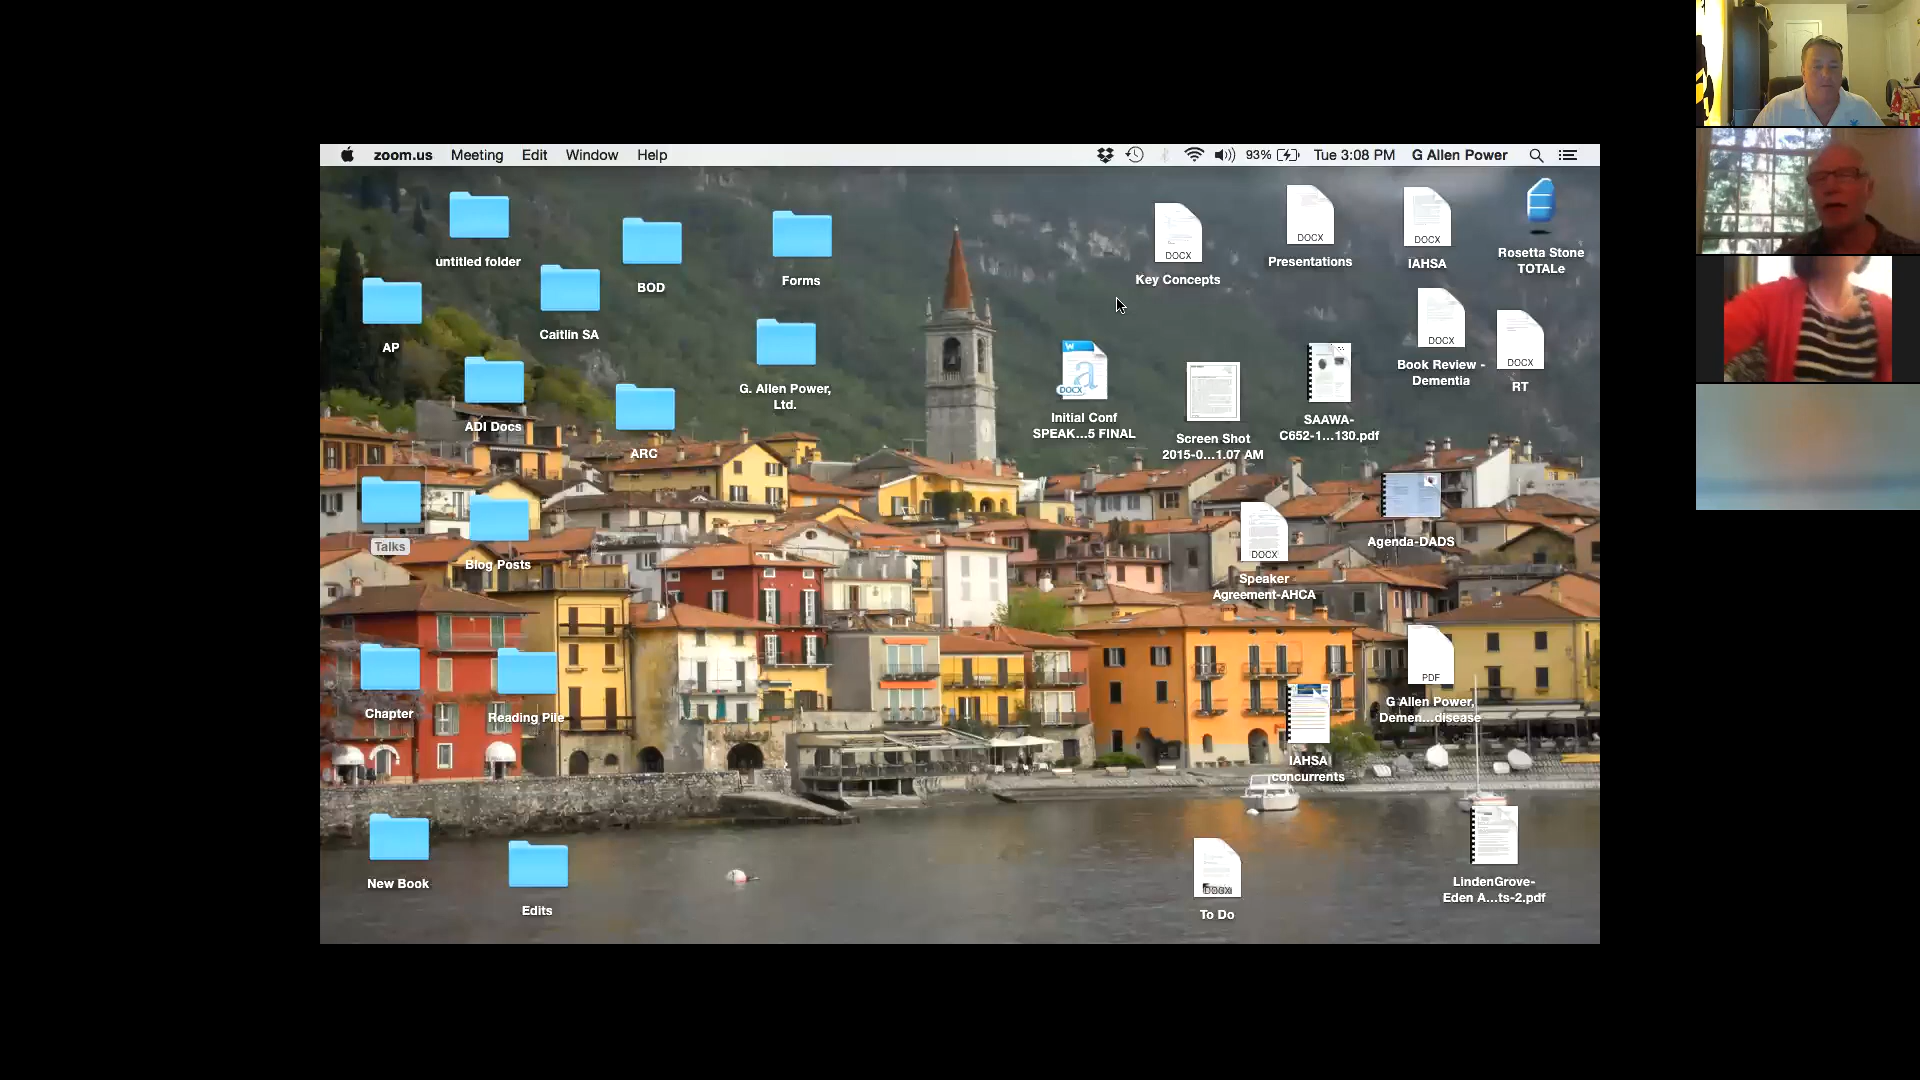 zoom.us Meeting Edit Window Help 93% Tue 3:08 PM G Allen Power
untitled folder
BOD
Forms
DOCX
Key Concepts
DOCX
Presentations
DOCX
IAHSA
Rosetta Stone
TOTALe
AP
Caitlin SA
G. Allen Power,
Ltd.
DOCX
Initial Conf
SPEAK...5 FINAL
Screen Shot
2015-0...1.07 AM
SAAWA-
C652-1...130.pdf
DOCX
Book Review -
Dementia
DOCX
RT
ADI Docs
ARC
Talks
Blog Posts
DOCX
Speaker
Agreement-AHCA
Agenda-DADS
Chapter
Reading Pile
IAHSA
concurrents
PDF
G Allen Power,
Demen...disease
New Book
Edits
DOCX
To Do
LindenGrove-
Eden A...ts-2.pdf